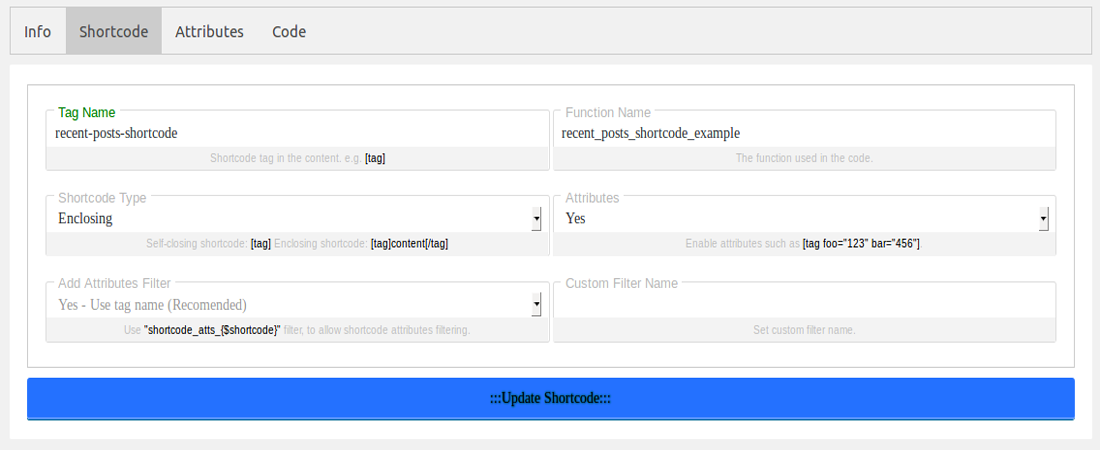 Info Shortcode Attributes Code
Tag Name Function Name
recent-posts-shortcode recent_posts_shortcode_example
Shortcode tag in the content. e.g. [tag] The function used in the code.
Shortcode Type Attributes
Enclosing Yes
Self-closing shortcode: [tag] Enclosing shortcode: [tag]content[/tag] Enable attributes such as [tag foo="123" bar="456"]
Add Attributes Filter Custom Filter Name
Yes - Use tag name (Recomended)
Use "shortcode_atts_{$shortcode}" filter, to allow shortcode attributes filtering. Set custom filter name.
:::Update Shortcode:::